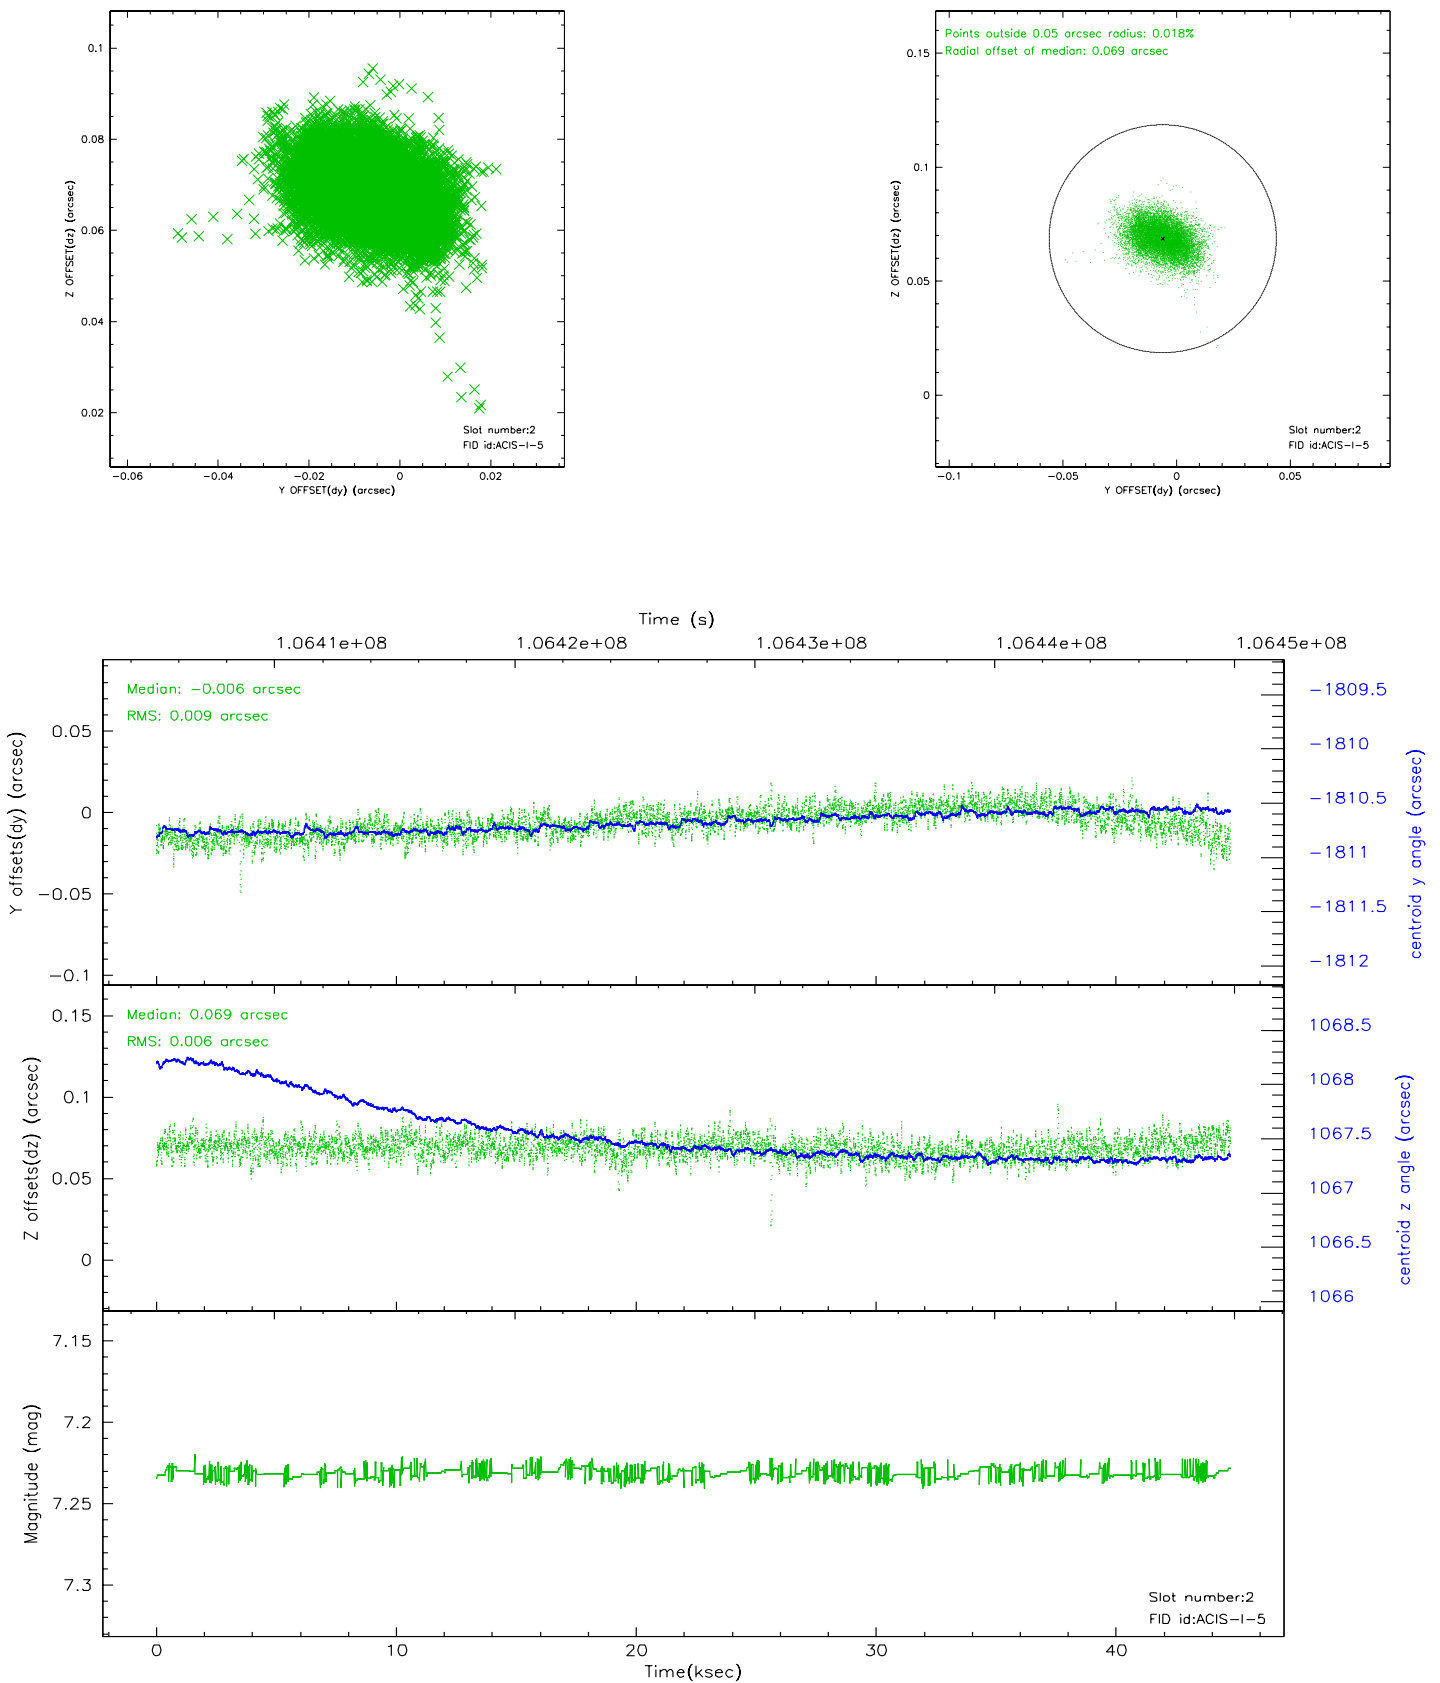 0.1
0.08
0.06
0.04
0.02
Z OFFSET(dz) (arcsec)
Slot number:2
FID id:ACIS-I-5
-0.06 -0.04 -0.02 0 0.02
Y OFFSET(dy) (arcsec)
Points outside 0.05 arcsec radius: 0.018%
Radial offset of median: 0.069 arcsec
0.15
0.1
0.05
0
Z OFFSET(dz) (arcsec)
Slot number:2
FID id:ACIS-I-5
-0.1 -0.05 0 0.05
Y OFFSET(dy) (arcsec)
Time (s)
1.0641e+08 1.0642e+08 1.0643e+08 1.0644e+08 1.0645e+08
Median: -0.006 arcsec
RMS: 0.009 arcsec
0.05
0
-0.05
-0.1
Y offsets(dy) (arcsec)
-1809.5
-1810
-1810.5
-1811
-1811.5
-1812
centroid y angle (arcsec)
Median: 0.069 arcsec
RMS: 0.006 arcsec
0.15
0.1
0.05
0
Z offsets(dz) (arcsec)
1068.5
1068
1067.5
1067
1066.5
1066
centroid z angle (arcsec)
7.15
7.2
7.25
7.3
Magnitude (mag)
Slot number:2
FID id:ACIS-I-5
0 10 20 30 40
Time(ksec)